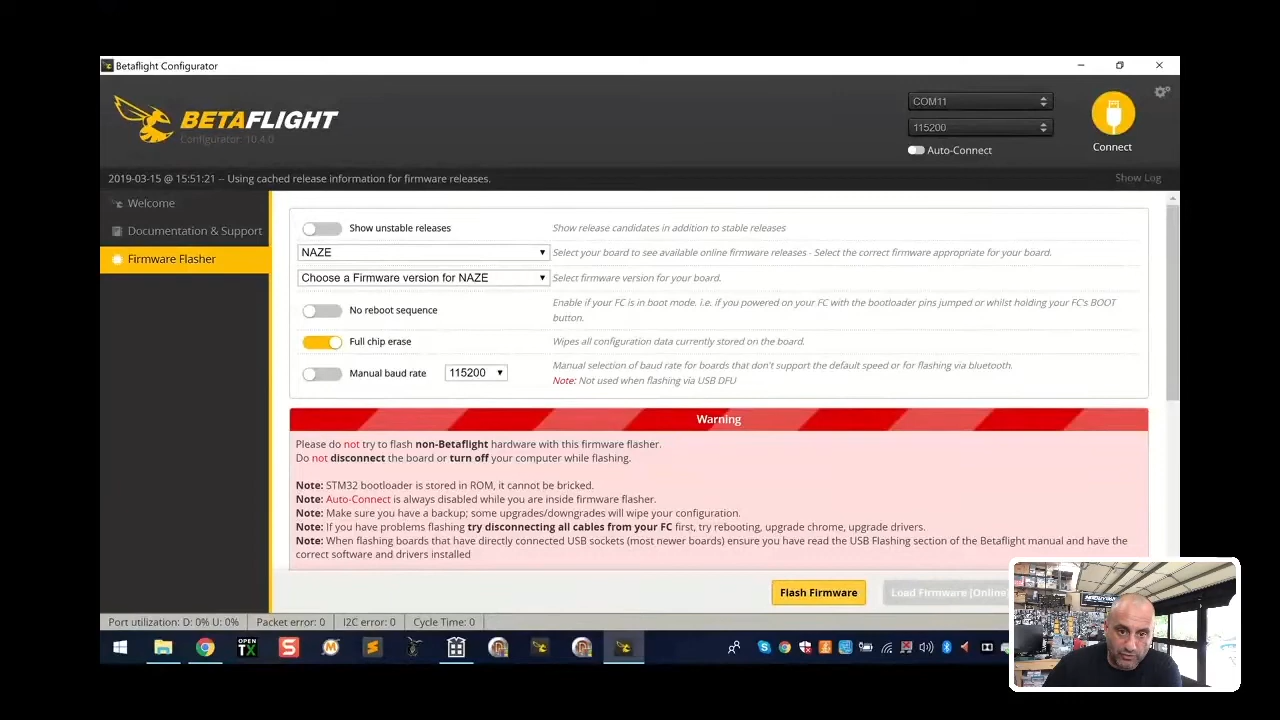 Betaflight Configurator
BETAFLIGHT
Configurator: 10.4.0
COM11
115200
Auto-Connect
Connect
2019-03-15 @ 15:51:21 -- Using cached release information for firmware releases.
Show Log
Welcome
Documentation & Support
Firmware Flasher
Show unstable releases
Show release candidates in addition to stable releases
NAZE
Select your board to see available online firmware releases - Select the correct firmware appropriate for your board.
Choose a Firmware version for NAZE
Select firmware version for your board.
No reboot sequence
Enable if your FC is in boot mode. i.e. if you powered on your FC with the bootloader pins jumped or whilst holding your FC's BOOT
button.
Full chip erase
Wipes all configuration data currently stored on the board.
Manual baud rate
115200
Manual selection of baud rate for boards that don't support the default speed or for flashing via bluetooth.
Note: Not used when flashing via USB DFU
Warning
Please do not try to flash non-Betaflight hardware with this firmware flasher.
Do not disconnect the board or turn off your computer while flashing.
Note: STM32 bootloader is stored in ROM, it cannot be bricked.
Note: Auto-Connect is always disabled while you are inside firmware flasher.
Note: Make sure you have a backup; some upgrades/downgrades will wipe your configuration.
Note: If you have problems flashing try disconnecting all cables from your FC first, try rebooting, upgrade chrome, upgrade drivers.
Note: When flashing boards that have directly connected USB sockets (most newer boards) ensure you have read the USB Flashing section of the Betaflight manual and have the
correct software and drivers installed
Flash Firmware
Load Firmware [Online
Port utilization: D: 0% U: 0%
Packet error: 0
I2C error: 0
Cycle Time: 0
OPEN
TX